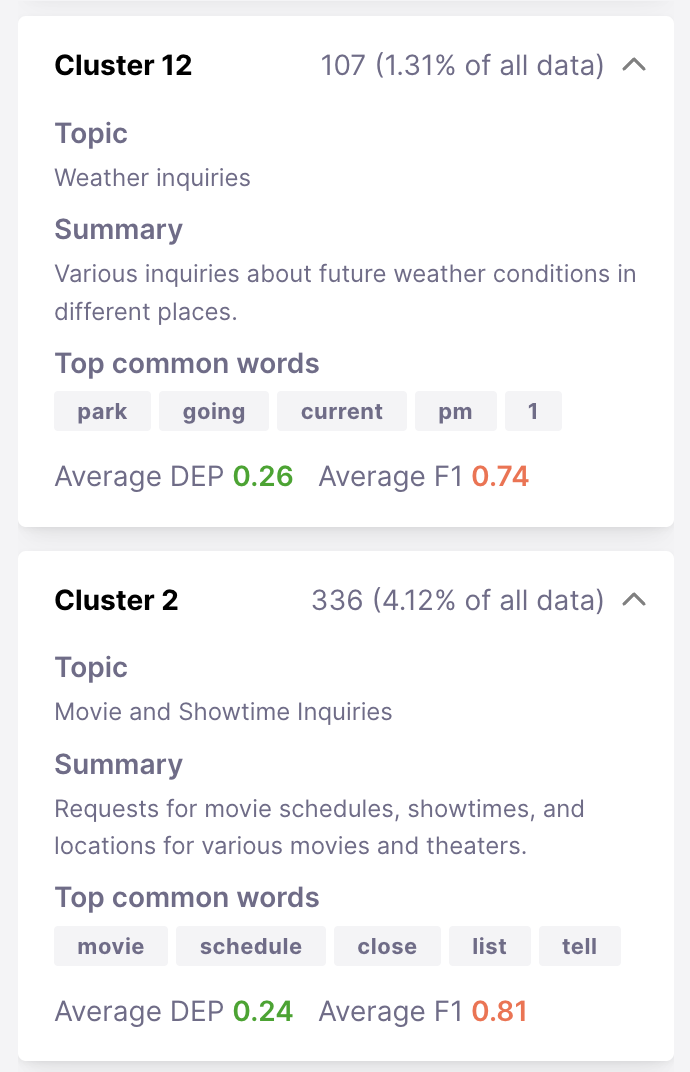 Cluster 12 107 (1.31% of all data)
Topic
Weather inquiries
Summary
Various inquiries about future weather conditions in
different places.
Top common words
park going current pm 1
Average DEP 0.26 Average F1 0.74
Cluster 2 336 (4.12% of all data)
Topic
Movie and Showtime Inquiries
Summary
Requests for movie schedules, showtimes, and
locations for various movies and theaters.
Top common words
movie schedule close list tell
Average DEP 0.24 Average F1 0.81